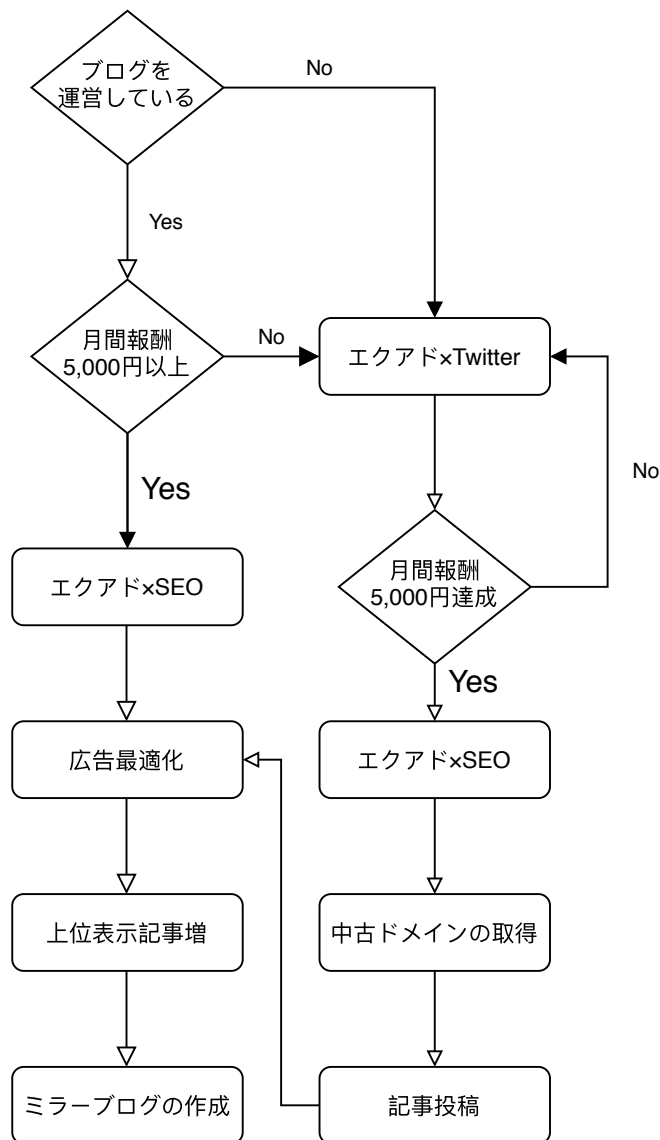 ブログを
運営している
No
Yes
月間報酬
5,000円以上
No
エクアド×Twitter
Yes
No
エクアド×SEO
月間報酬
5,000円達成
Yes
広告最適化
エクアド×SEO
上位表示記事増
中古ドメインの取得
ミラーブログの作成
記事投稿